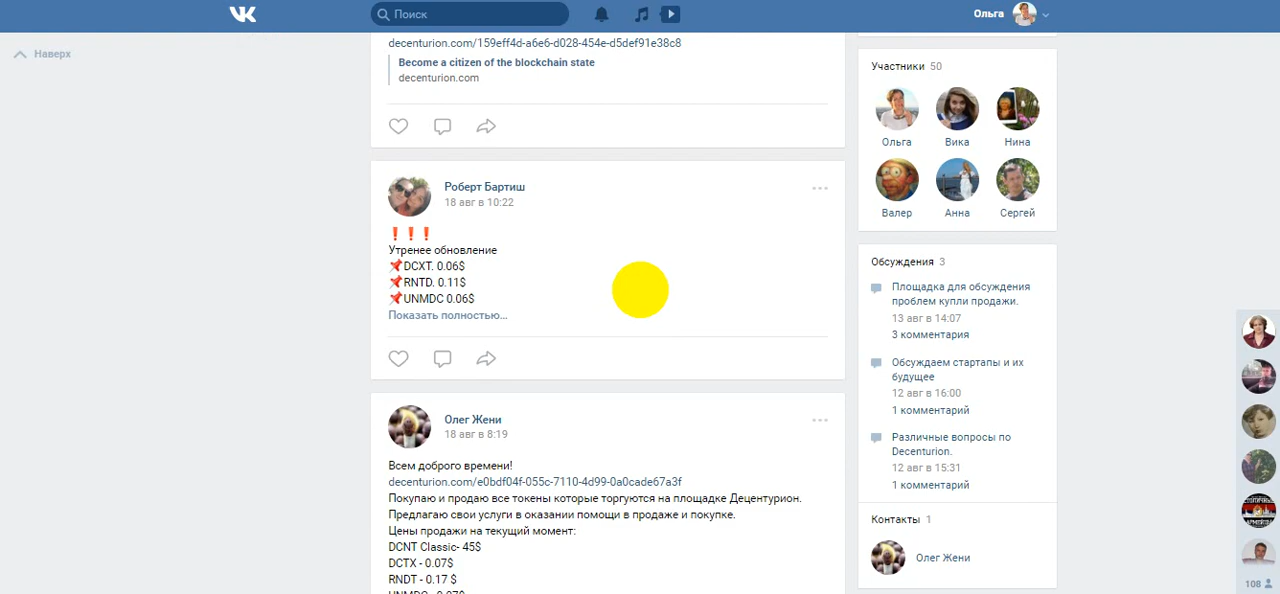 Поиск
Ольга
Наверх
decenturion.com/159eff4d-a6e6-d028-454e-d5def91e38c8
Become a citizen of the blockchain state
decenturion.com
Роберт Бартиш
18 авг в 10:22
❗❗❗
Утренее обновление
📌DCXT. 0.06$
📌RNTD. 0.11$
📌UNMDC 0.06$
Показать полностью...
Олег Жени
18 авг в 8:19
Всем доброго времени!
decenturion.com/e0bdf04f-055c-7110-4d99-0a0cade67a3f
Покупаю и продаю все токены которые торгуются на площадке Децентурион.
Предлагаю свои услуги в оказании помощи в продаже и покупке.
Цены продажи на текущий момент:
DCNT Classic- 45$
DCTX - 0.07$
RNDT - 0.17 $
Участники 50
Ольга Вика Нина
Валер Анна Сергей
Обсуждения 3
Площадка для обсуждения
проблем купли продажи.
13 авг в 14:07
3 комментария
Обсуждаем стартапы и их
будущее
12 авг в 16:00
1 комментарий
Различные вопросы по
Decenturion.
12 авг в 15:31
1 комментарий
Контакты 1
Олег Жени
108